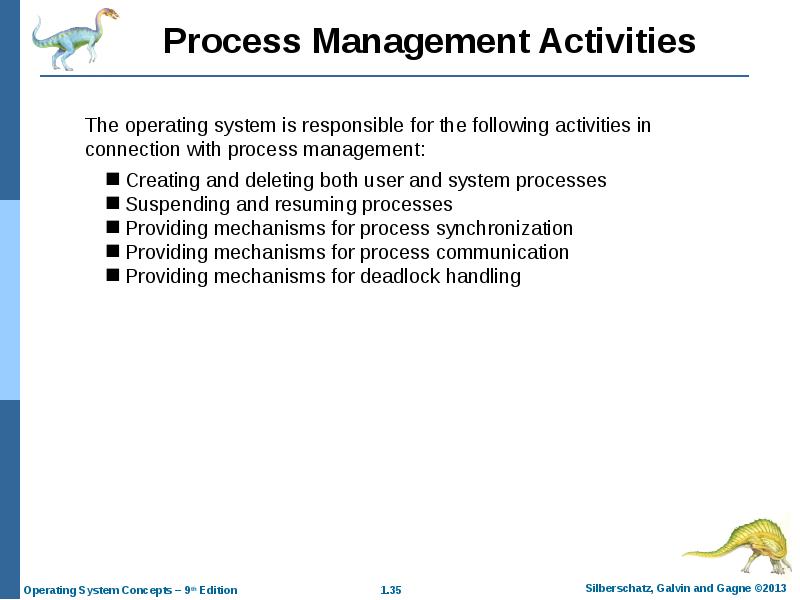 Process Management Activities
The operating system is responsible for the following activities in
connection with process management:
■ Creating and deleting both user and system processes
■ Suspending and resuming processes
■ Providing mechanisms for process synchronization
■ Providing mechanisms for process communication
■ Providing mechanisms for deadlock handling
Operating System Concepts – 9th Edition
1.35
Silberschatz, Galvin and Gagne ©2013